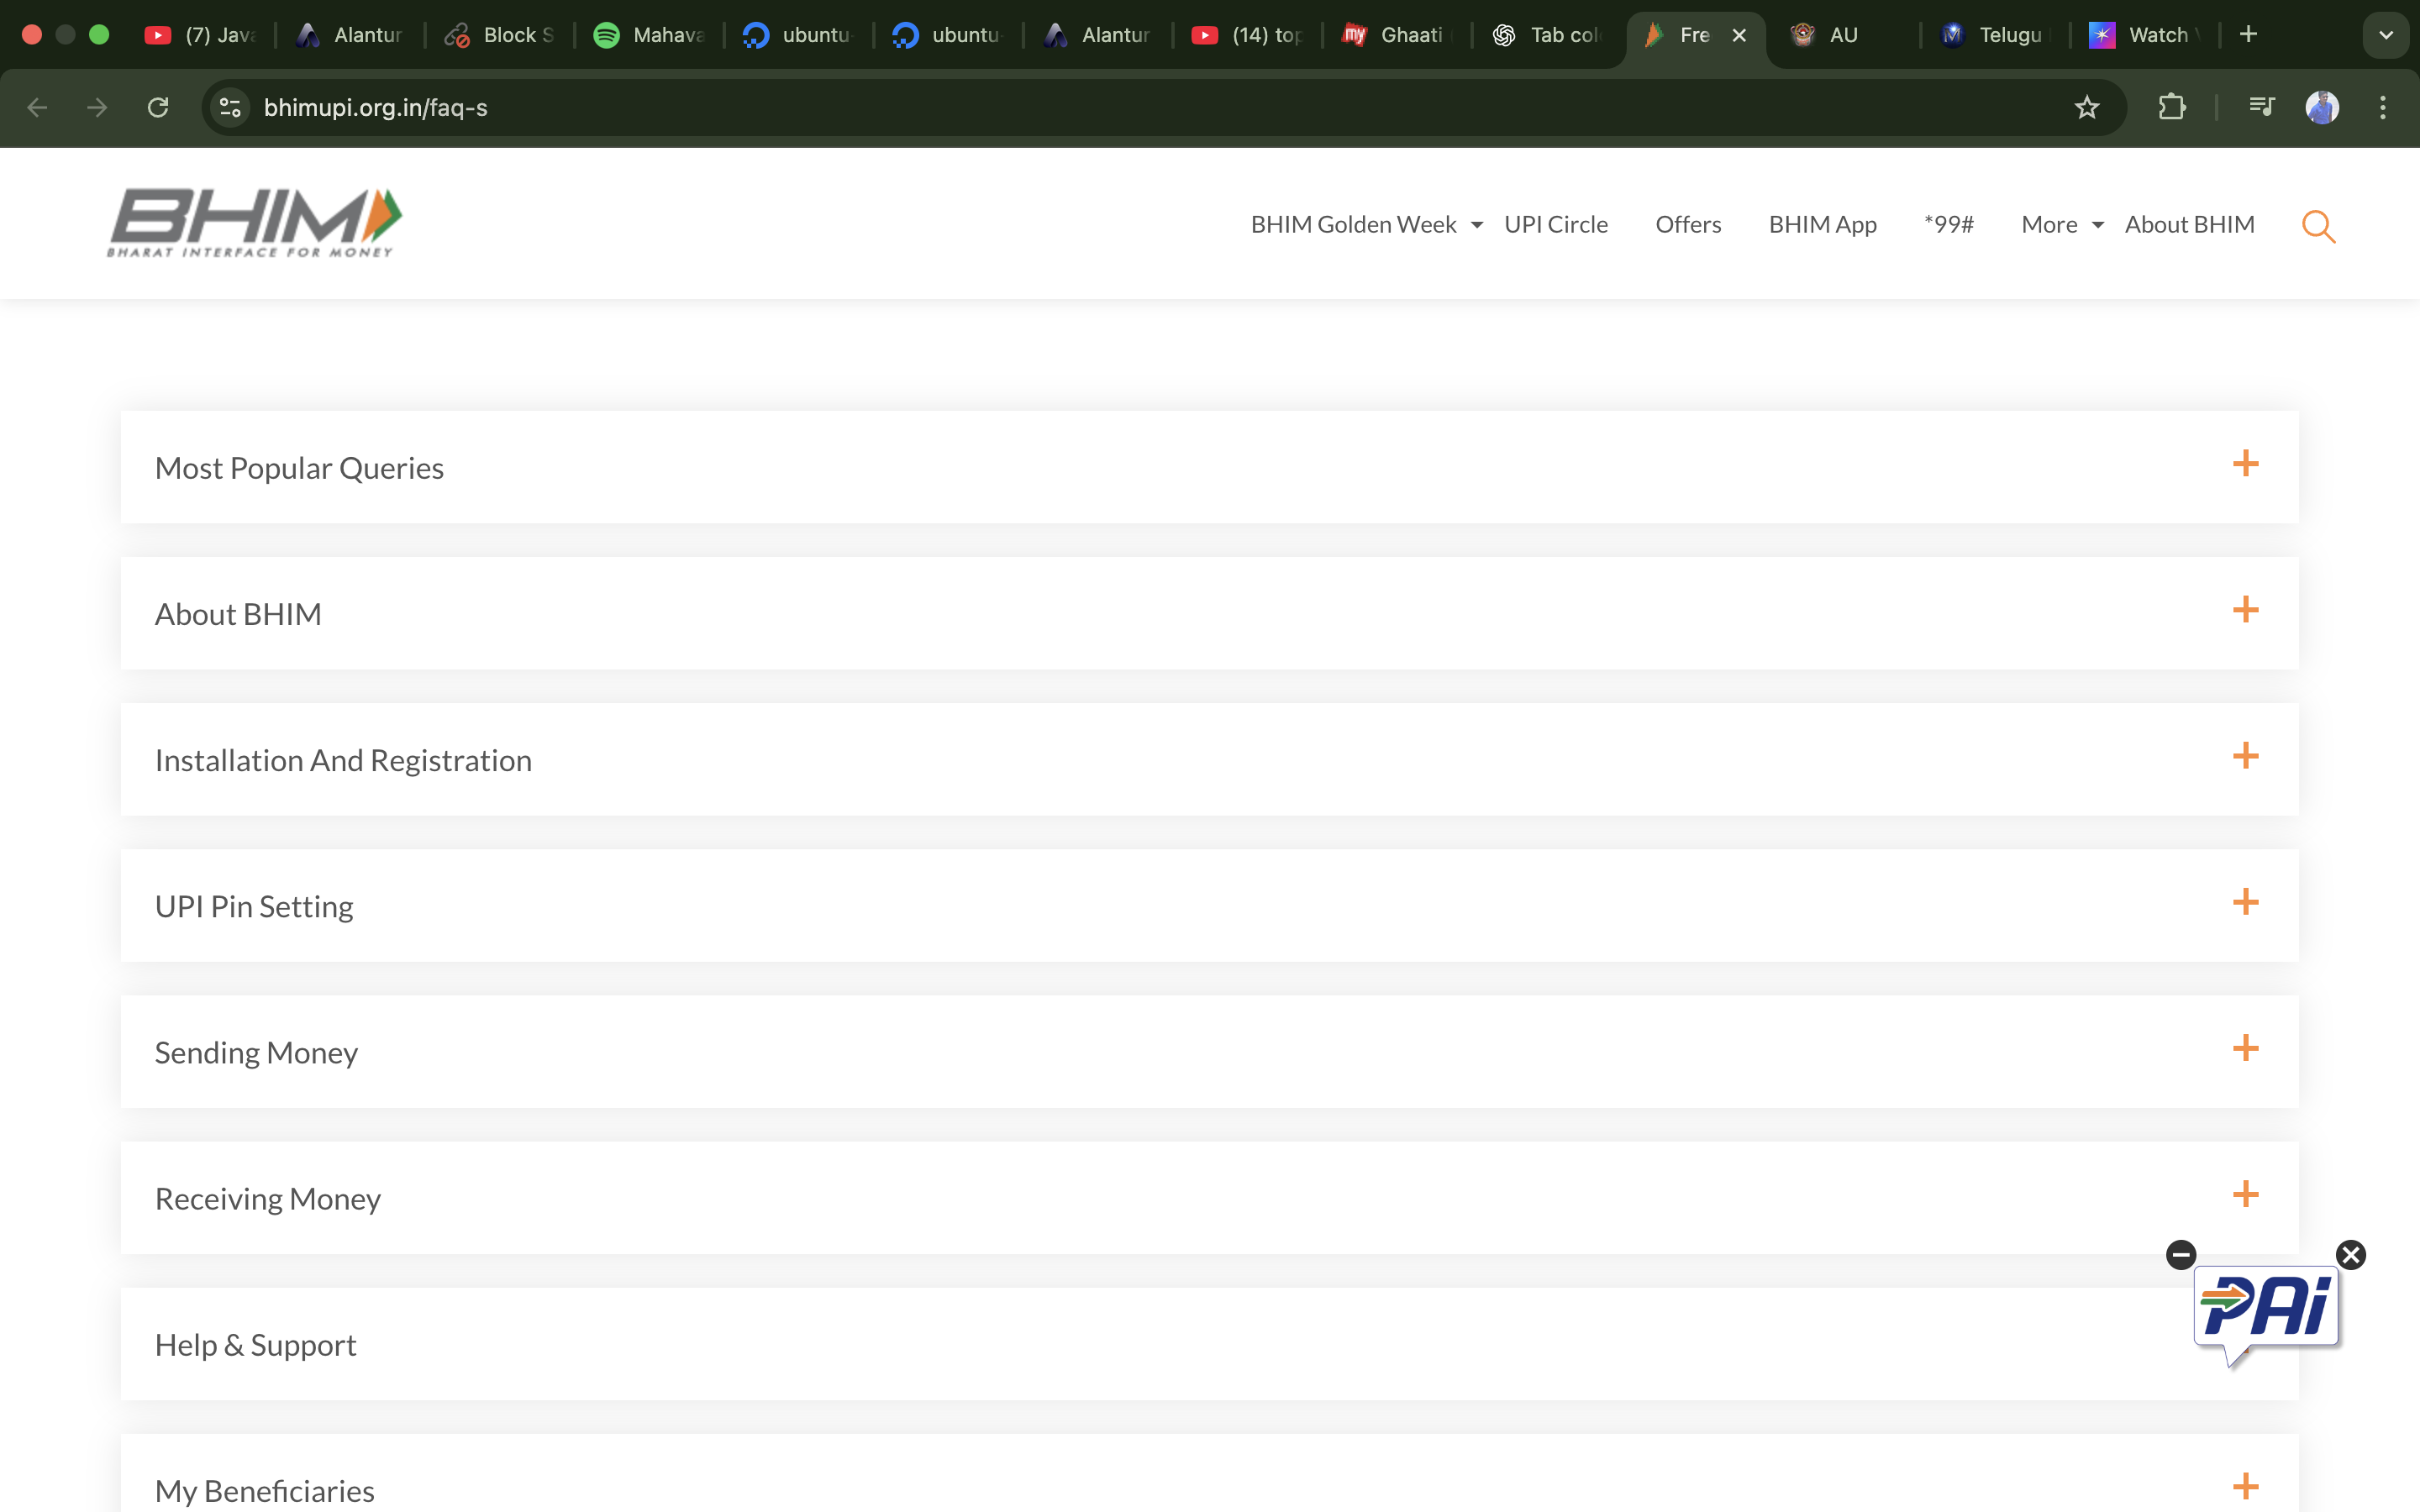 (7) Java
Alantur
Block S
Mahava
ubuntu-
ubuntu-
Alantur
(14) top
Ghaati
Tab col
Fre
AU
Telugu
Watch
bhimupi.org.in/faq-s
BHIM
BHARAT INTERFACE FOR MONEY
BHIM Golden Week
UPI Circle
Offers
BHIM App
*99#
More
About BHIM
Most Popular Queries
About BHIM
Installation And Registration
UPI Pin Setting
Sending Money
Receiving Money
PAi
Help & Support
My Beneficiaries